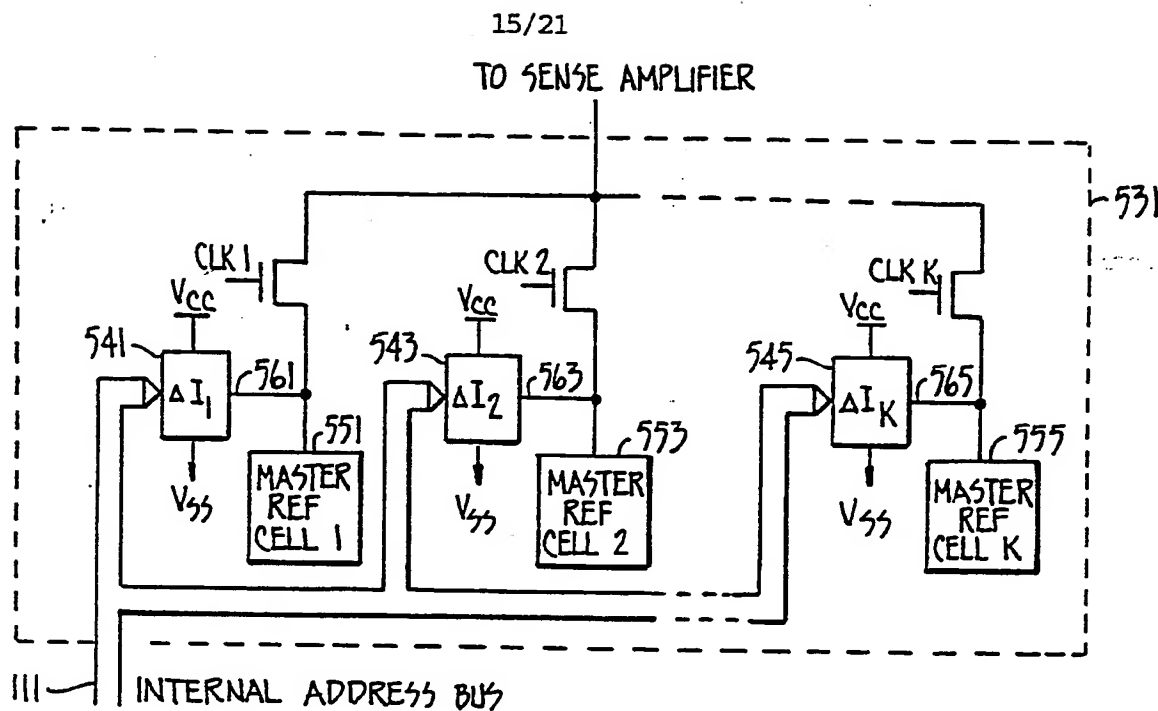 15/21
TO SENSE AMPLIFIER
531
CLK 1
CLK 2
CLK K
VCC
VCC
VCC
541
543
545
ΔI1
561
ΔI2
563
ΔIK
565
551
553
555
VSS
VSS
VSS
MASTER
REF
CELL 1
MASTER
REF
CELL 2
MASTER
REF
CELL K
111
INTERNAL ADDRESS BUS